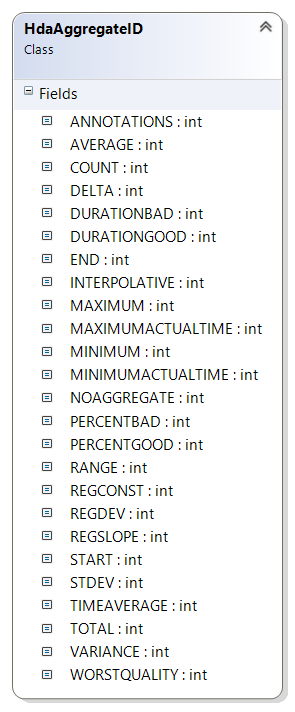 HdaAggregateID
Class
Fields
ANNOTATIONS : int
AVERAGE : int
COUNT : int
DELTA : int
DURATIONBAD : int
DURATIONGOOD : int
END : int
INTERPOLATIVE : int
MAXIMUM : int
MAXIMUMACTUALTIME : int
MINIMUM : int
MINIMUMACTUALTIME : int
NOAGGREGATE : int
PERCENTBAD : int
PERCENTGOOD : int
RANGE : int
REGCONST : int
REGDEV : int
REGSLOPE : int
START : int
STDEV : int
TIMEAVERAGE : int
TOTAL : int
VARIANCE : int
WORSTQUALITY : int